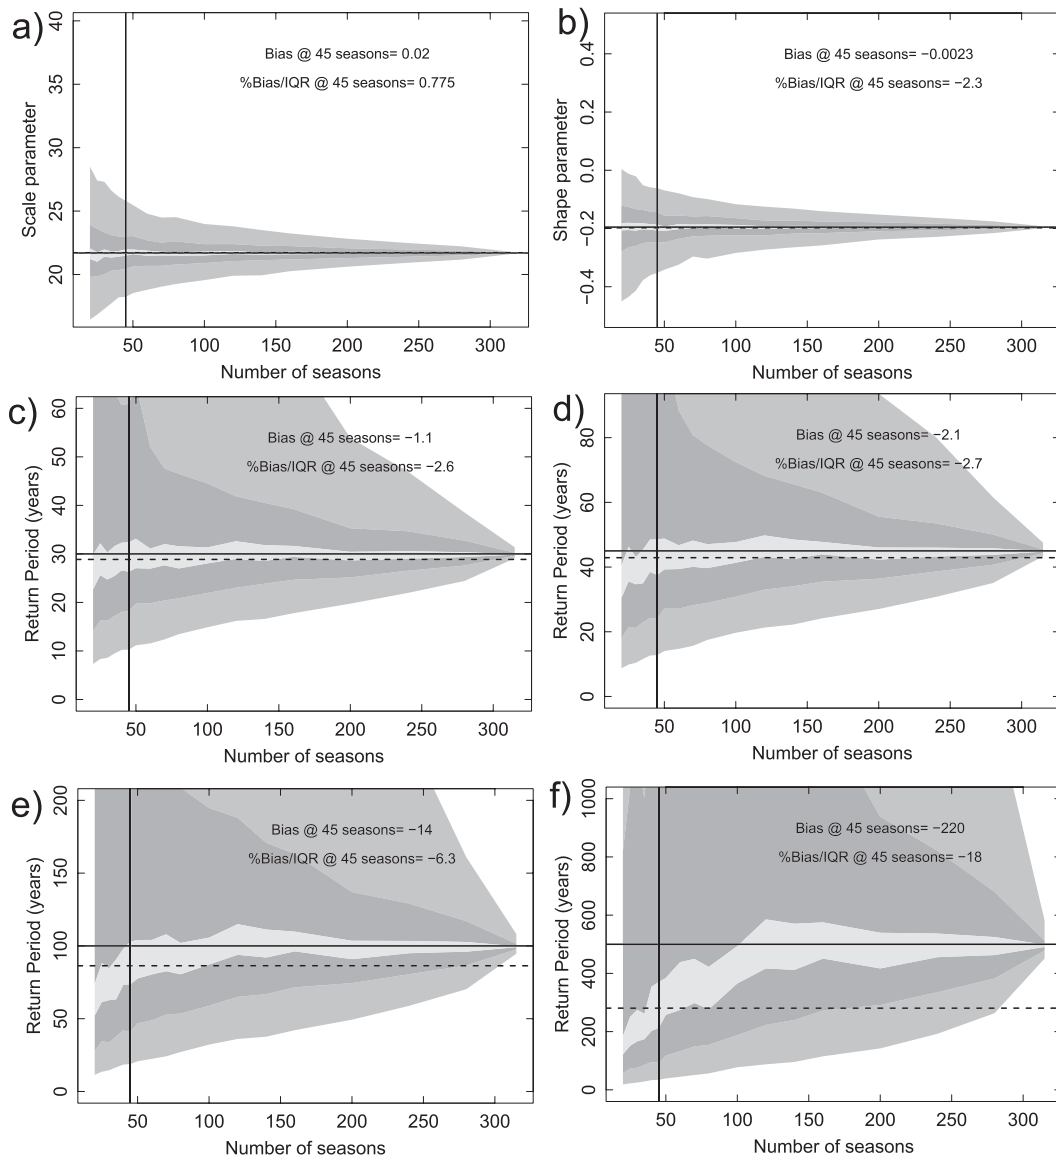 a)
Bias @ 45 seasons= 0.02
%Bias/IQR @ 45 seasons= 0.775
Scale parameter
20 25 30 35 40
50 100 150 200 250 300
Number of seasons
b)
Bias @ 45 seasons= −0.0023
%Bias/IQR @ 45 seasons= −2.3
Shape parameter
−0.4 −0.2 0.0 0.2 0.4
50 100 150 200 250 300
Number of seasons
c)
Bias @ 45 seasons= −1.1
%Bias/IQR @ 45 seasons= −2.6
Return Period (years)
0 10 20 30 40 50 60
50 100 150 200 250 300
Number of seasons
d)
Bias @ 45 seasons= −2.1
%Bias/IQR @ 45 seasons= −2.7
Return Period (years)
0 20 40 60 80
50 100 150 200 250 300
Number of seasons
e)
Bias @ 45 seasons= −14
%Bias/IQR @ 45 seasons= −6.3
Return Period (years)
0 50 100 150 200
50 100 150 200 250 300
Number of seasons
f)
Bias @ 45 seasons= −220
%Bias/IQR @ 45 seasons= −18
Return Period (years)
0 200 400 600 800 1000
50 100 150 200 250 300
Number of seasons